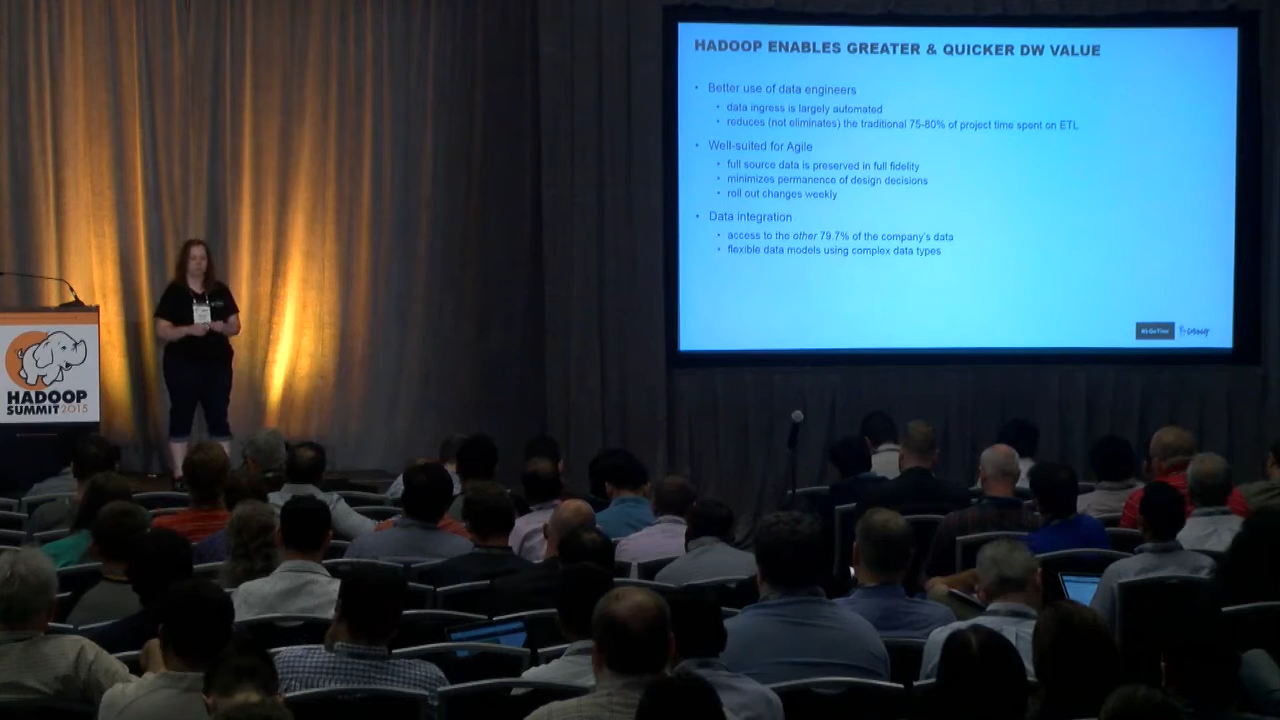 HADOOP ENABLES GREATER & QUICKER DW VALUE
• Better use of data engineers
• data ingress is largely automated
• reduces (not eliminates) the traditional 75-80% of project time spent on ETL
• Well-suited for Agile
• full source data is preserved in full fidelity
• minimizes permanence of design decisions
• roll out changes weekly
• Data integration
• access to the other 79.7% of the company's data
• flexible data models using complex data types
It's GoTime
HADOOP
SUMMIT 2015